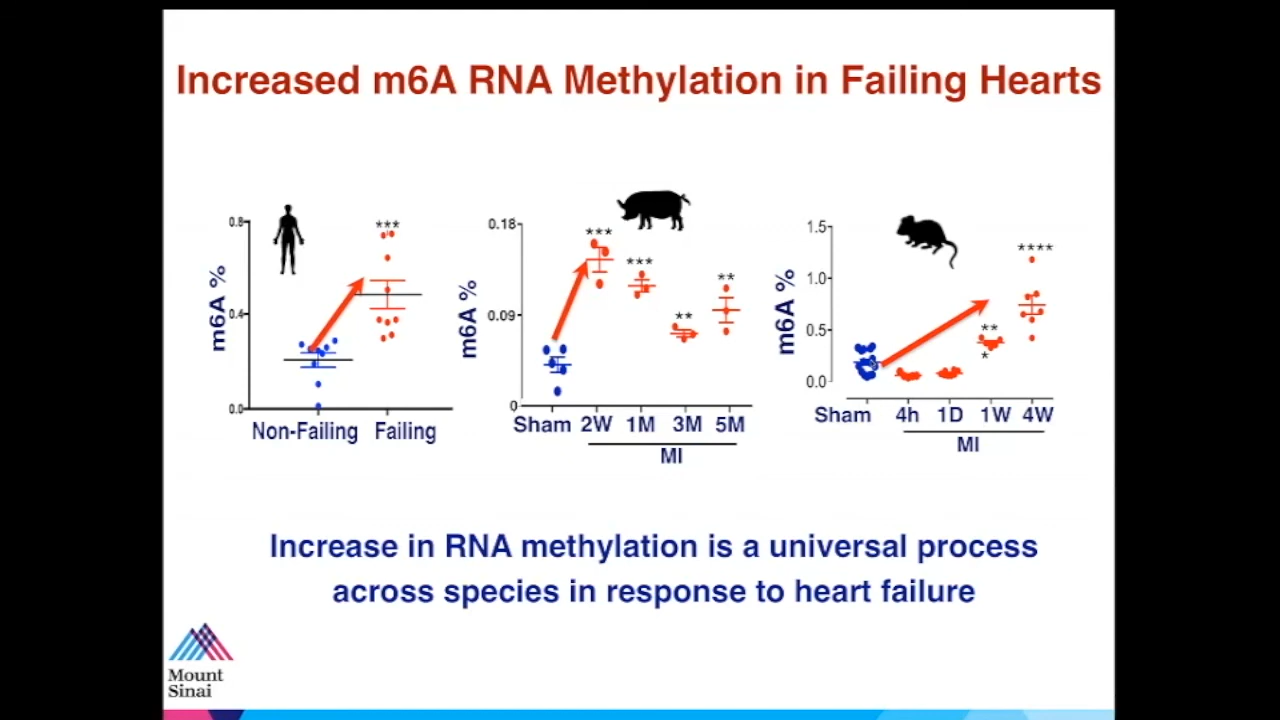 Increased m6A RNA Methylation in Failing Hearts
m6A %
0.8
0.4
0.0
***
Non-Failing Failing
m6A %
0.18
0.09
0
***
***
**
**
Sham 2W 1M 3M 5M
MI
m6A %
1.5
1.0
0.5
0.0
****
**
*
Sham 4h 1D 1W 4W
MI
Increase in RNA methylation is a universal process
across species in response to heart failure
Mount
Sinai